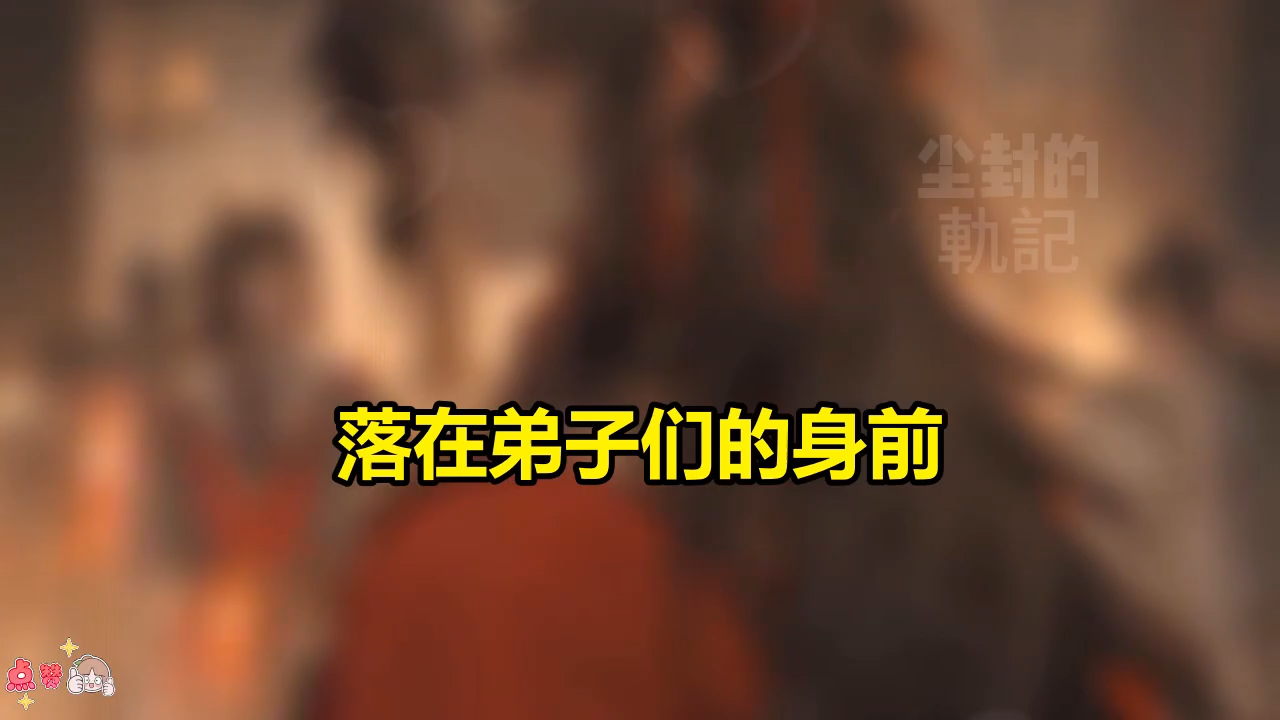 尘封的
軌記
落在弟子们的身前
点赞